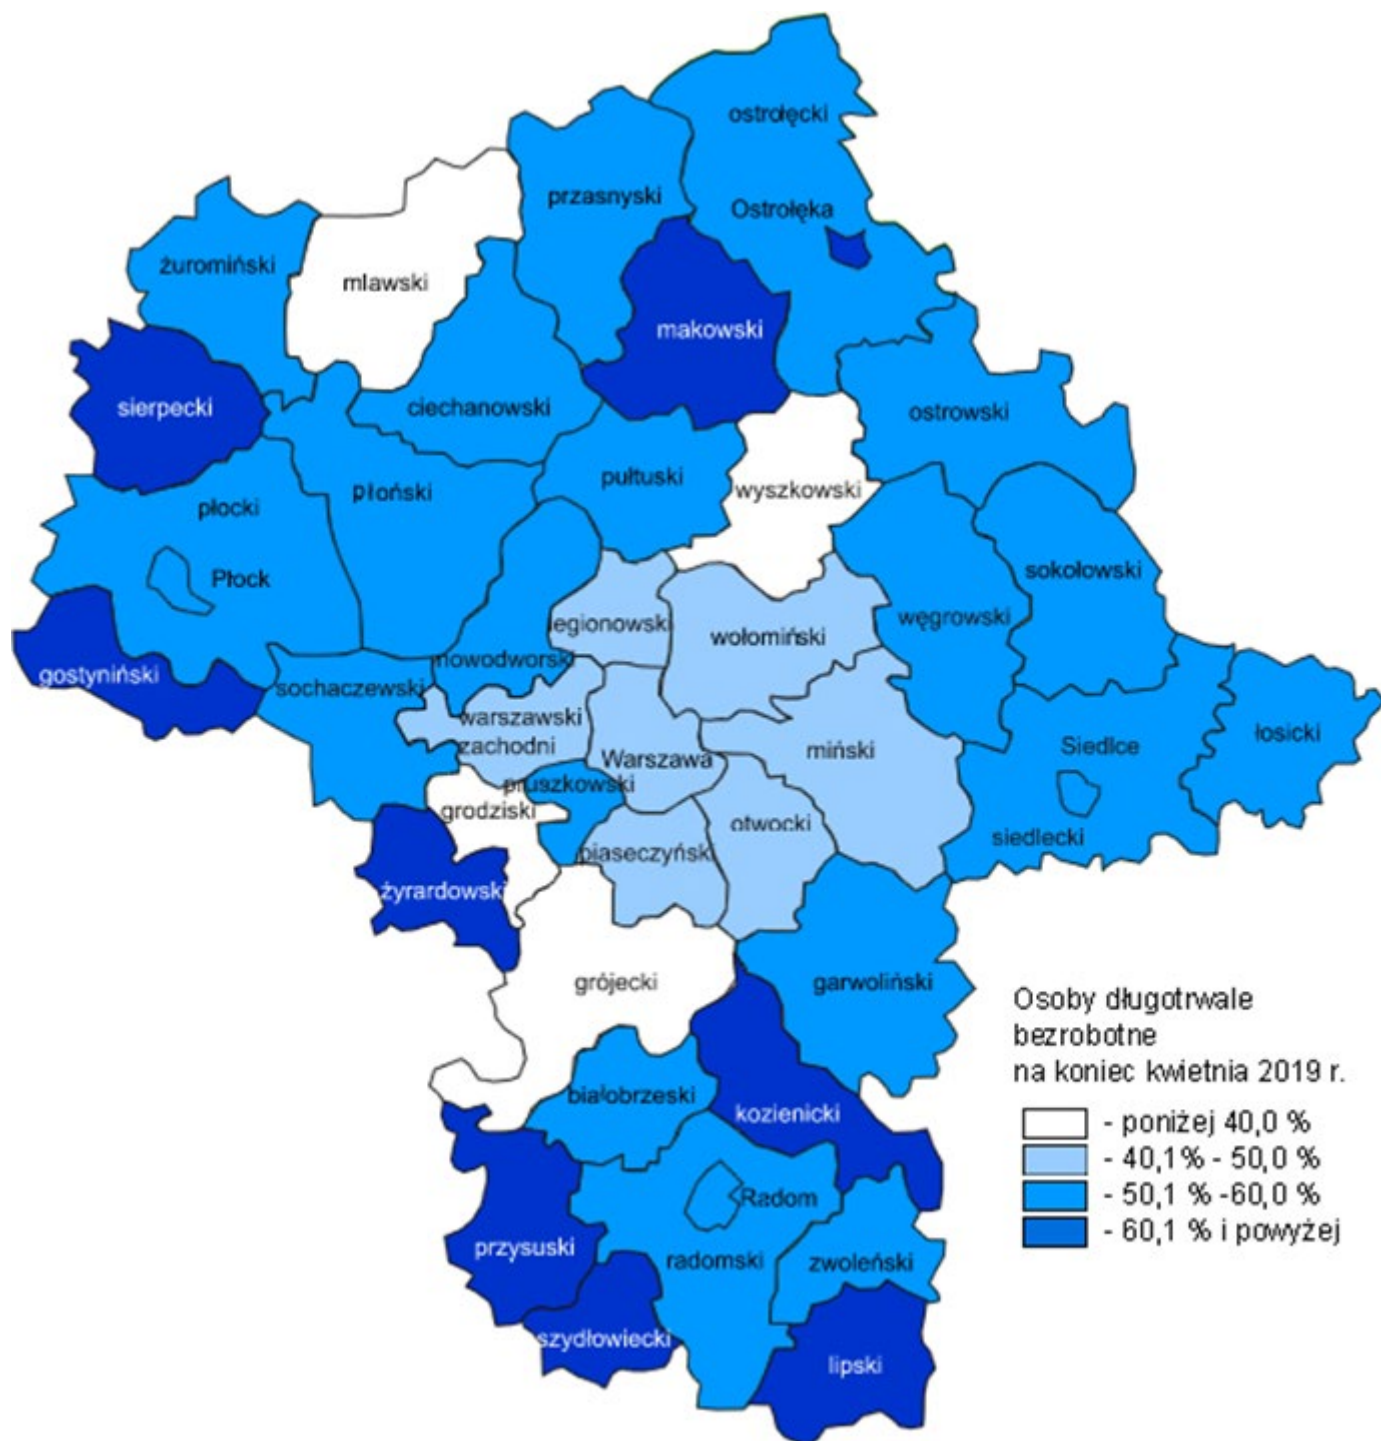 ostrołęcki
przasnyski
Ostrołęka
żuromiński
mlawski
makowski
sierpecki
ciechanowski
ostrowski
pułtuski
płoński
wyszkowski
płocki
sokołowski
Płock
węgrowski
legionowski
wołomiński
nowodworski
gostyniński
sochaczewski
warszawski
zachodni
Warszawa
miński
Siedlce
łosicki
pruszkowski
grodziski
otwocki
siedlecki
piaseczyński
żyrardowski
grójecki
garwoliński
białobrzeski
kozienicki
Radom
przysuski
radomski
zwoleński
szydłowiecki
lipski
Osoby długotrwale
bezrobotne
na koniec kwietnia 2019 r.
- poniżej 40,0 %
- 40,1% - 50,0 %
- 50,1 % -60,0 %
- 60,1 % i powyżej